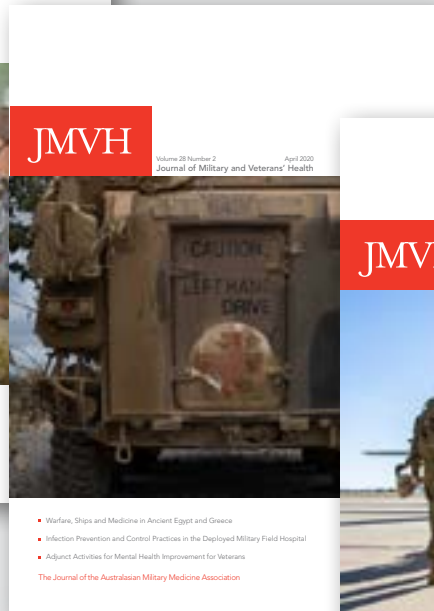 JMVH
Volume 28 Number 2 April 2020
Journal of Military and Veterans' Health
CAUTION
LEFT HAND
DRIVE
Warfare, Ships and Medicine in Ancient Egypt and Greece
Infection Prevention and Control Practices in the Deployed Military Field Hospital
Adjunct Activities for Mental Health Improvement for Veterans
The Journal of the Australasian Military Medicine Association
JMV